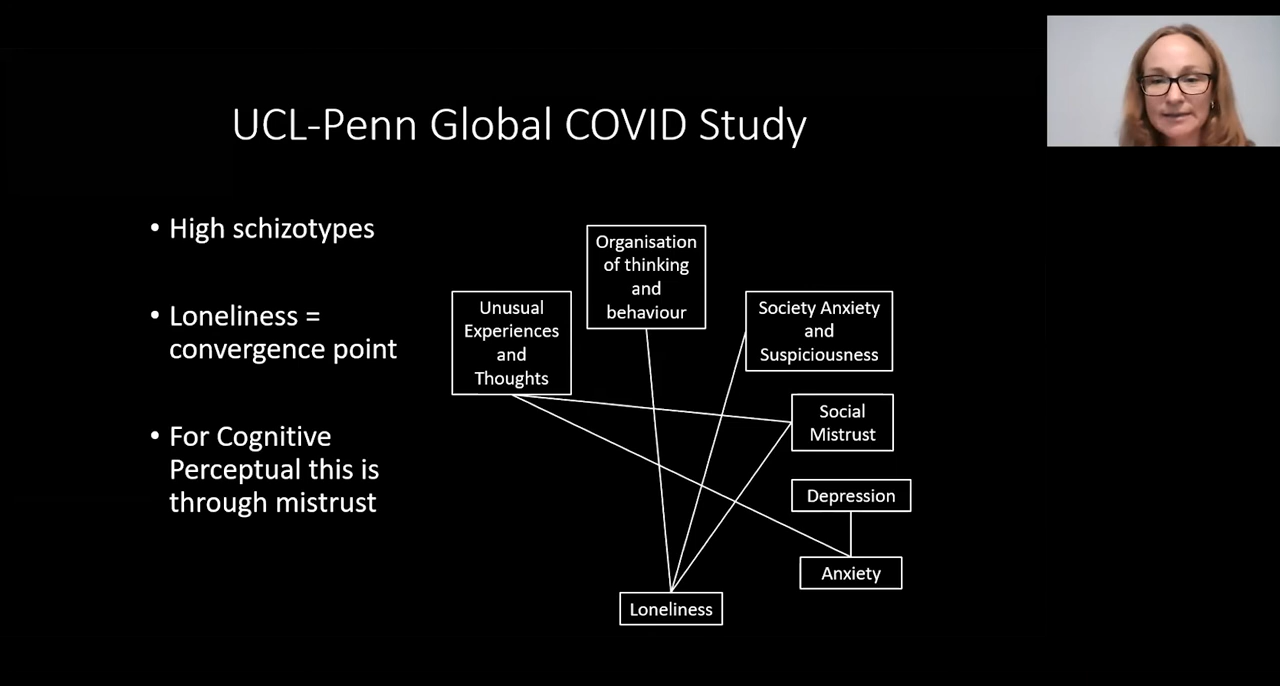 UCL-Penn Global COVID Study
• High schizotypes
• Loneliness =
convergence point
• For Cognitive
Perceptual this is
through mistrust
Organisation
of thinking
and
behaviour
Unusual
Experiences
and
Thoughts
Society Anxiety
and
Suspiciousness
Social
Mistrust
Depression
Anxiety
Loneliness